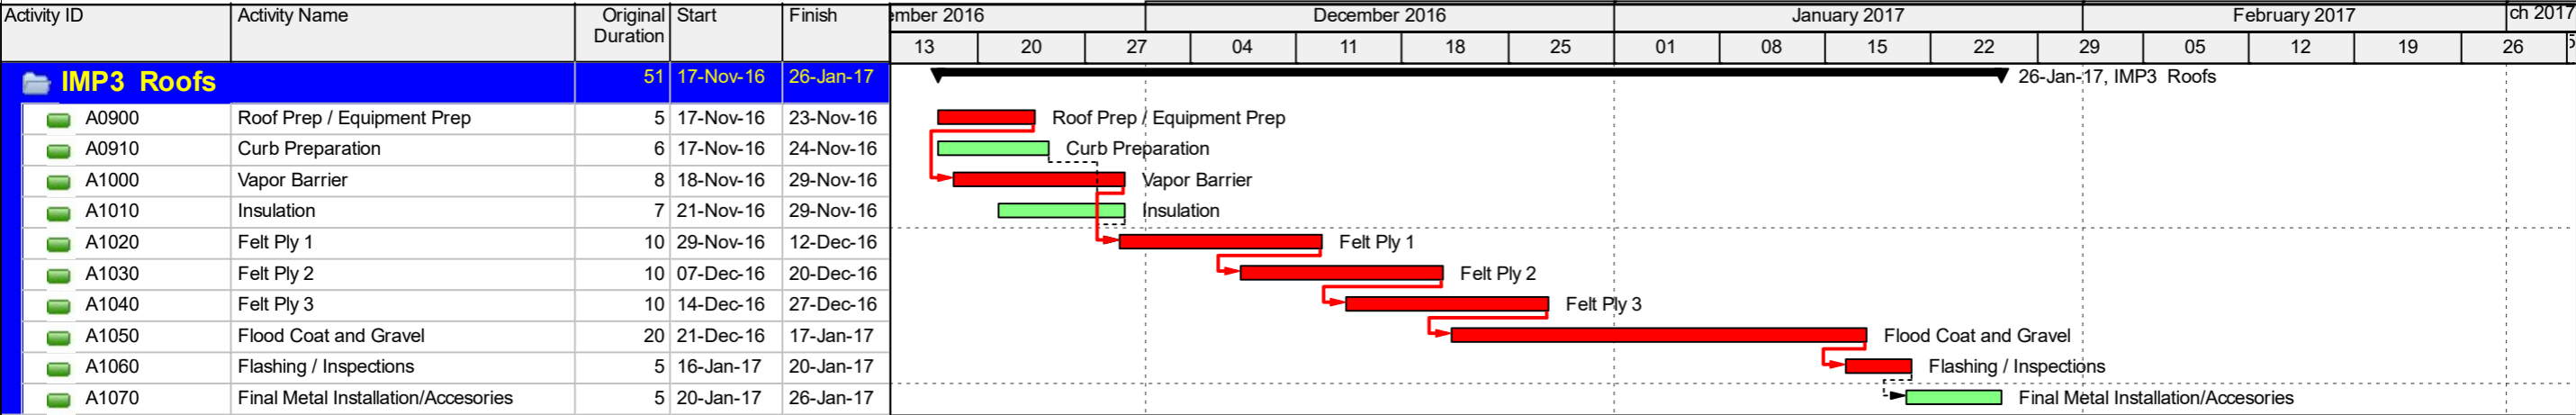 Activity ID Activity Name Original Duration Start Finish ember 2016 December 2016 January 2017 February 2017 ch 2017
13 20 27 04 11 18 25 01 08 15 22 29 05 12 19 26
IMP3 Roofs 51 17-Nov-16 26-Jan-17 26-Jan-17, IMP3 Roofs
A0900 Roof Prep / Equipment Prep 5 17-Nov-16 23-Nov-16 Roof Prep / Equipment Prep
A0910 Curb Preparation 6 17-Nov-16 24-Nov-16 Curb Preparation
A1000 Vapor Barrier 8 18-Nov-16 29-Nov-16 Vapor Barrier
A1010 Insulation 7 21-Nov-16 29-Nov-16 Insulation
A1020 Felt Ply 1 10 29-Nov-16 12-Dec-16 Felt Ply 1
A1030 Felt Ply 2 10 07-Dec-16 20-Dec-16 Felt Ply 2
A1040 Felt Ply 3 10 14-Dec-16 27-Dec-16 Felt Ply 3
A1050 Flood Coat and Gravel 20 21-Dec-16 17-Jan-17 Flood Coat and Gravel
A1060 Flashing / Inspections 5 16-Jan-17 20-Jan-17 Flashing / Inspections
A1070 Final Metal Installation/Accesories 5 20-Jan-17 26-Jan-17 Final Metal Installation/Accesories